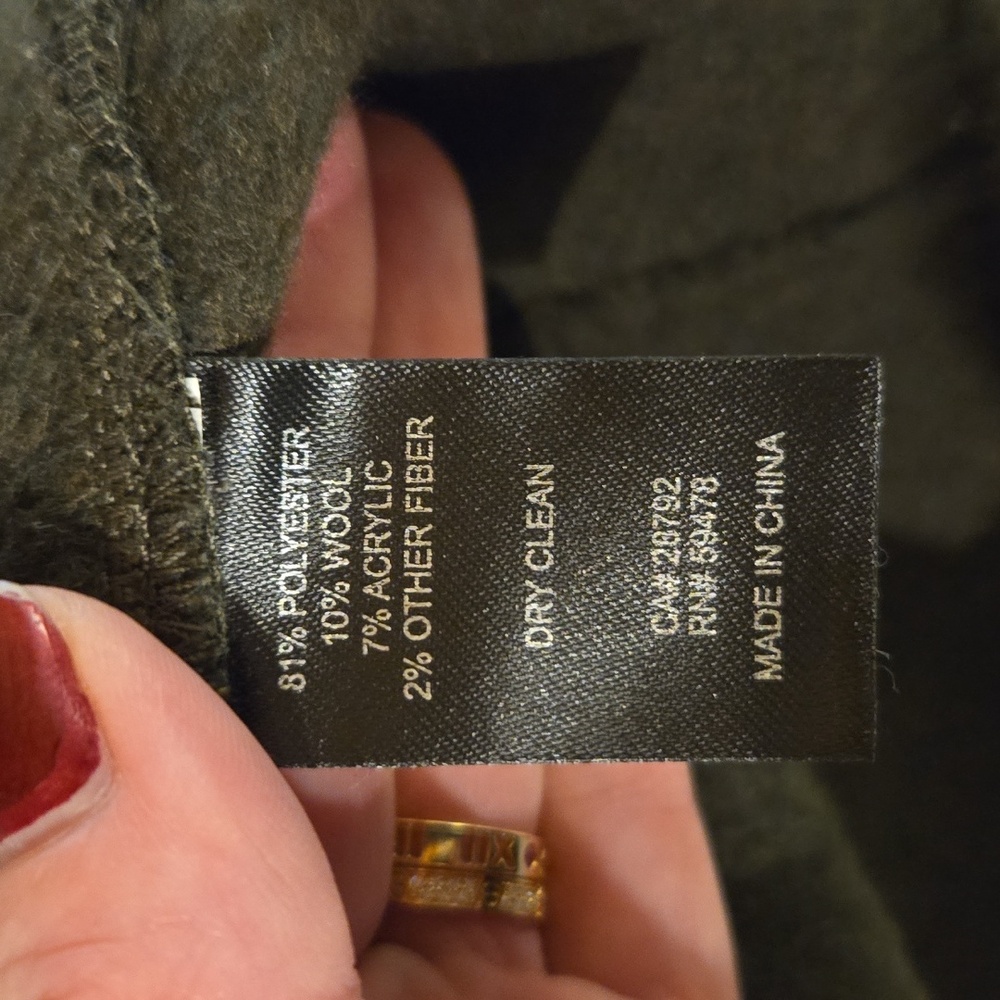 81% POLYESTER
10% WOOL
7% ACRYLIC
2% OTHER FIBER
DRY CLEAN
CA# 28792
RN# 59478
MADE IN CHINA